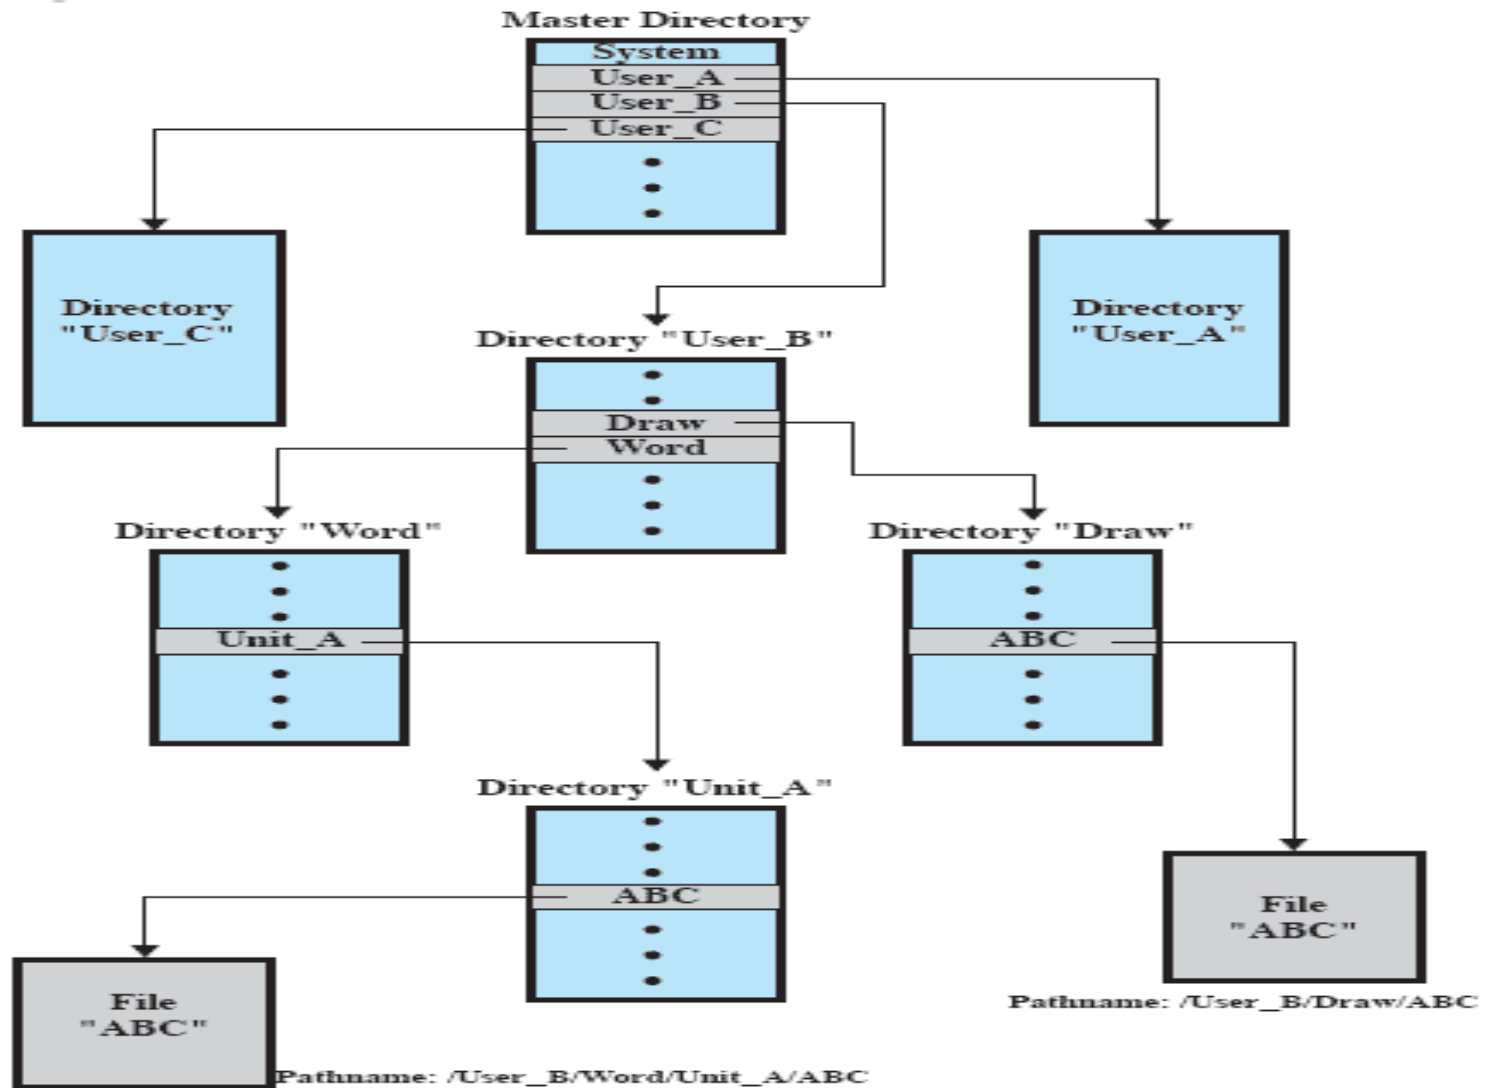 Master Directory
System
User_A
User_B
User_C
Directory
"User_C"
Directory
"User_A"
Directory "User_B"
Draw
Word
Directory "Word"
Directory "Draw"
Unit_A
ABC
Directory "Unit_A"
ABC
File
"ABC"
Pathname: /User_B/Draw/ABC
File
"ABC"
Pathname: /User_B/Word/Unit_A/ABC